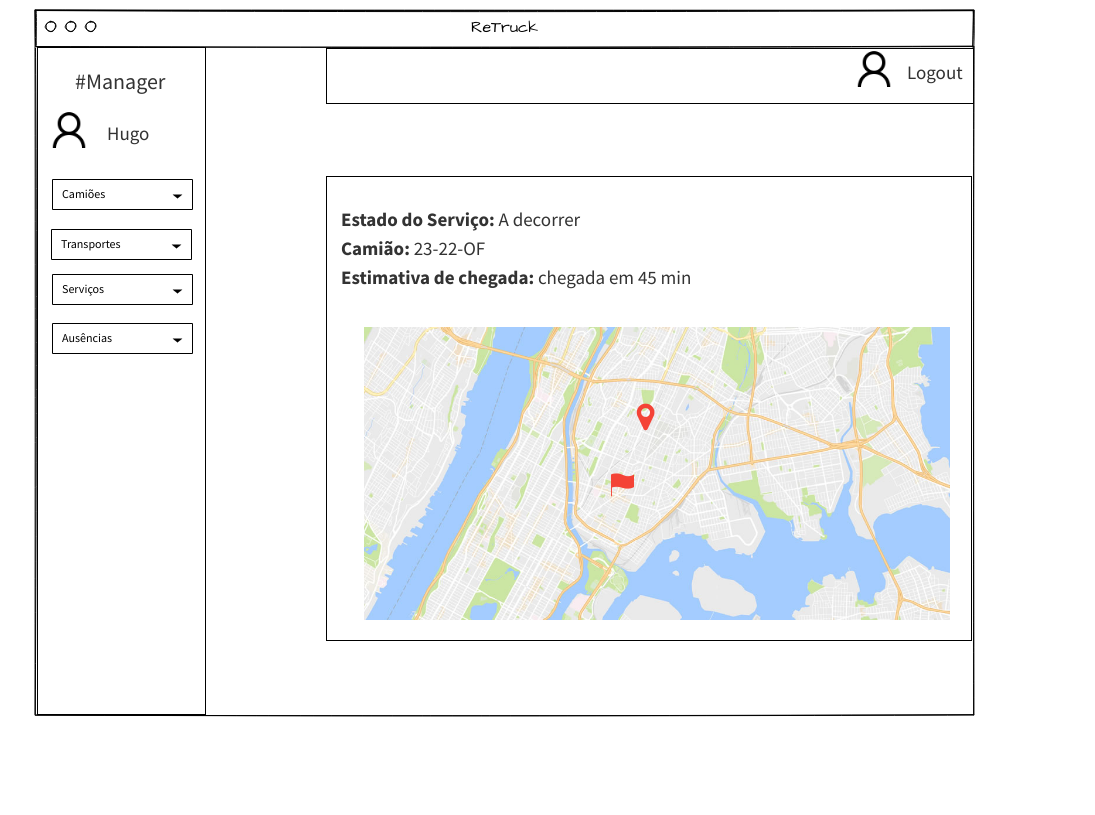 ReTruck
#Manager
Hugo
Camiões
Transportes
Serviços
Ausências
Logout
Estado do Serviço: A decorrer
Camião: 23-22-OF
Estimativa de chegada: chegada em 45 min